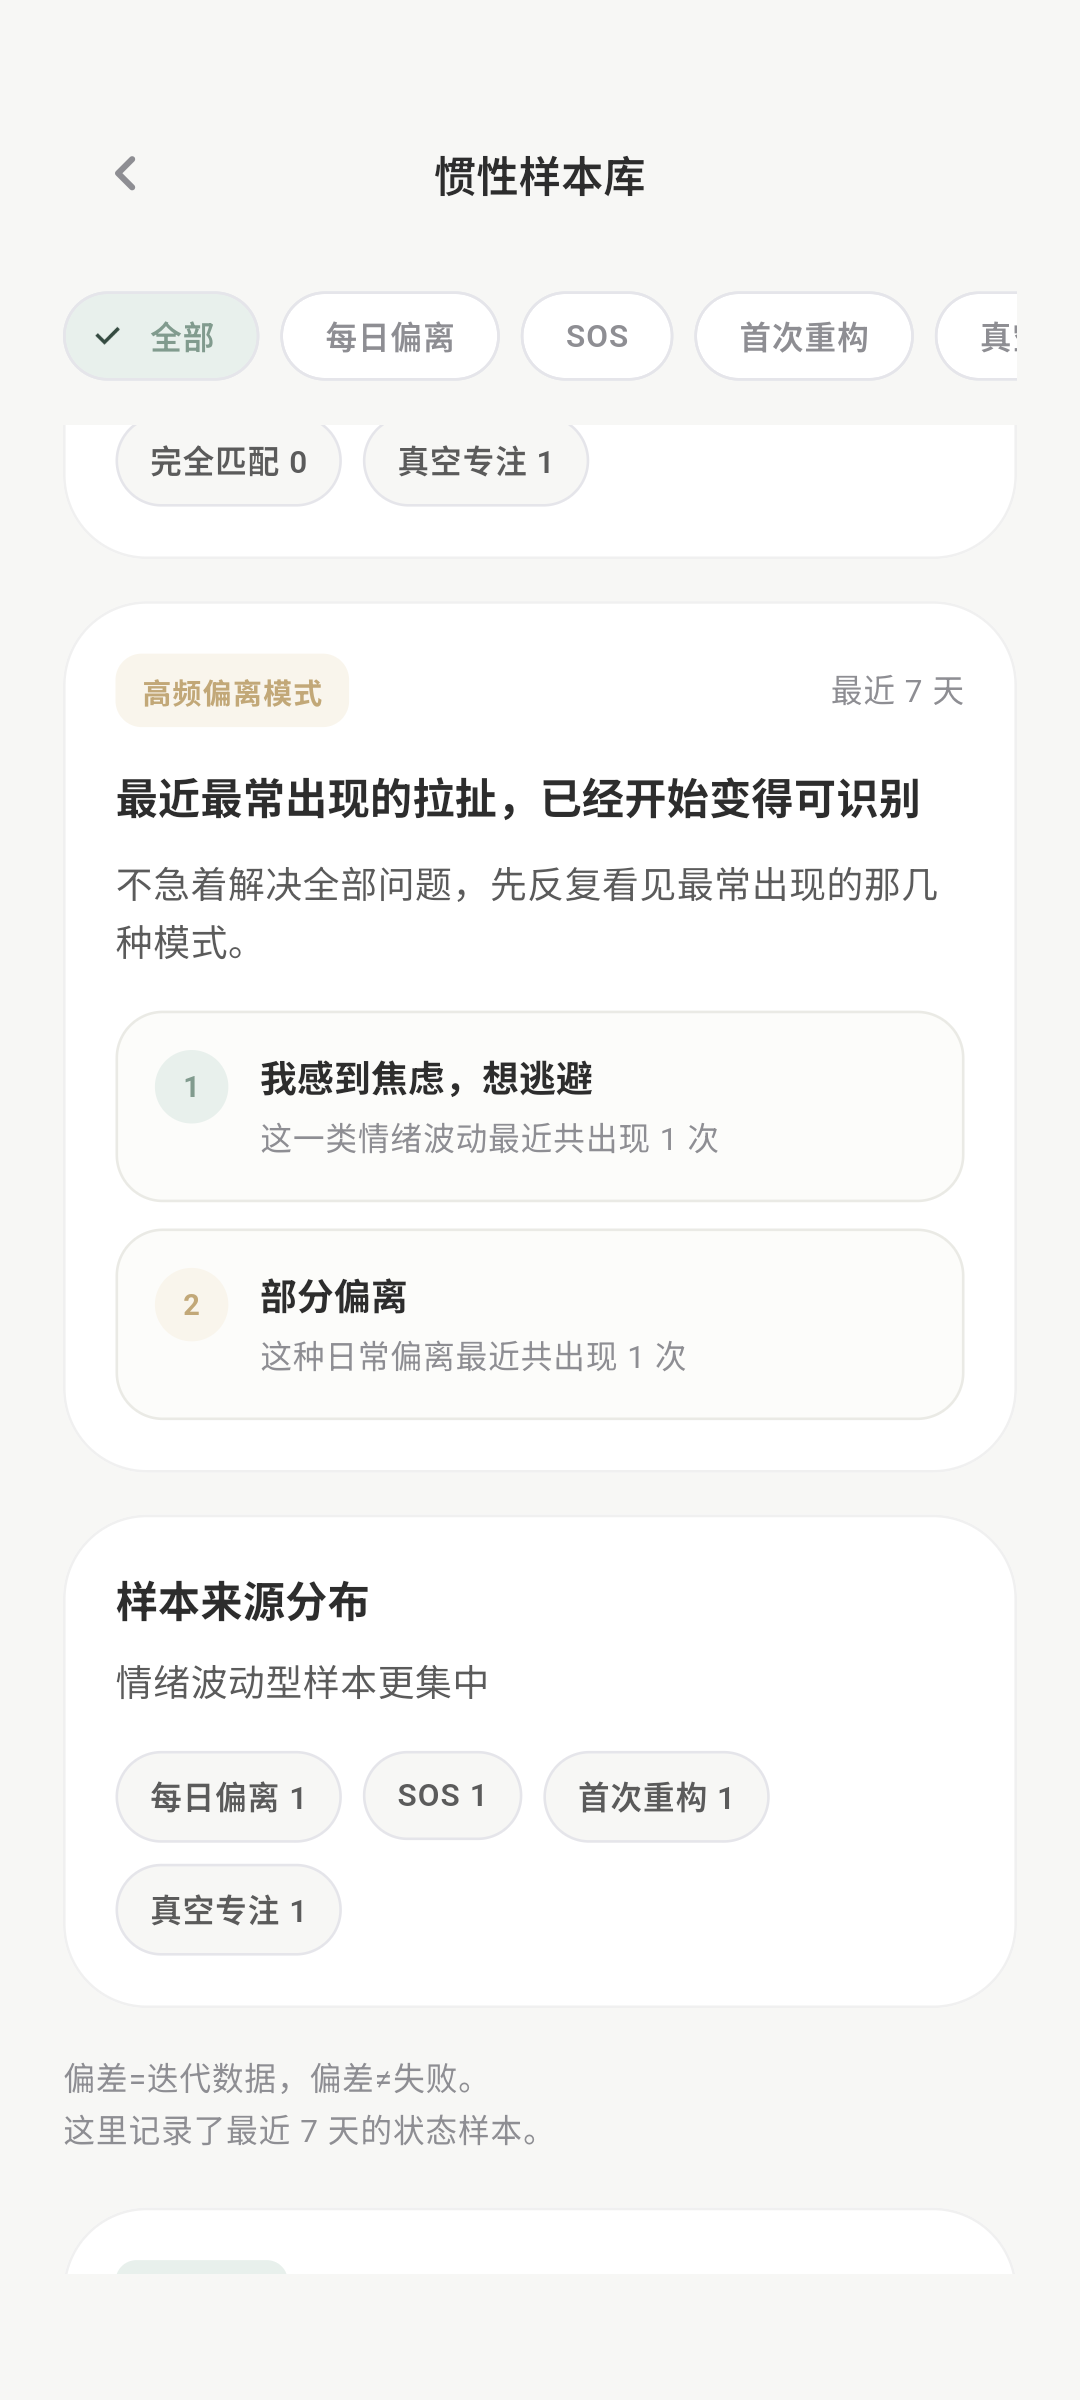 惯性样本库
全部
每日偏离
SOS
首次重构
真
完全匹配 0
真空专注 1
高频偏离模式
最近 7 天
最近最常出现的拉扯，已经开始变得可识别
不急着解决全部问题，先反复看见最常出现的那几
种模式。
1
我感到焦虑，想逃避
这一类情绪波动最近共出现 1 次
2
部分偏离
这种日常偏离最近共出现 1 次
样本来源分布
情绪波动型样本更集中
每日偏离 1
SOS 1
首次重构 1
真空专注 1
偏差=迭代数据，偏差≠失败。
这里记录了最近 7 天的状态样本。